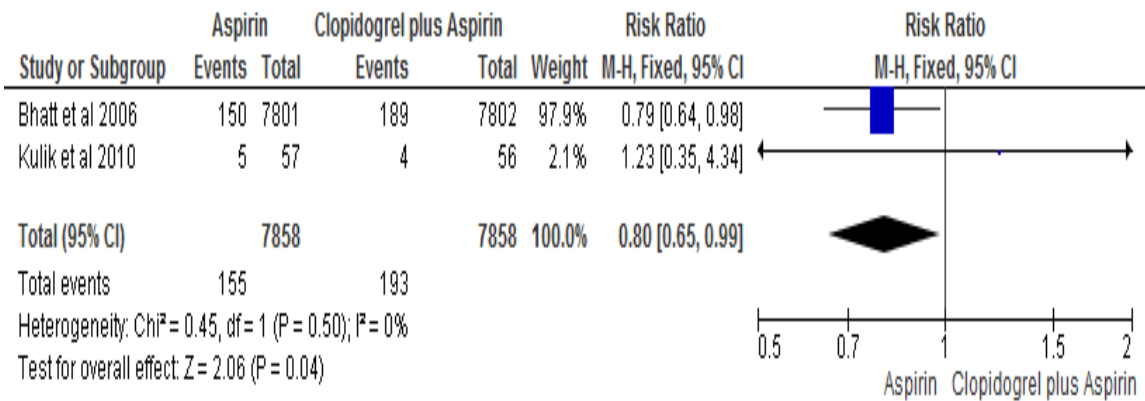 Aspirin Clopidogrel plus Aspirin Risk Ratio Risk Ratio
Study or Subgroup Events Total Events Total Weight M-H, Fixed, 95% CI M-H, Fixed, 95% CI
Bhatt et al 2006 150 7801 189 7802 97.9% 0.79 [0.64, 0.98]
Kulik et al 2010 5 57 4 56 2.1% 1.23 [0.35, 4.34]
Total (95% CI) 7858 7858 100.0% 0.80 [0.65, 0.99]
Total events 155 193
Heterogeneity: Chi² = 0.45, df = 1 (P = 0.50); I² = 0%
Test for overall effect: Z = 2.06 (P = 0.04)
0.5 0.7 1 1.5 2
Aspirin Clopidogrel plus Aspirin